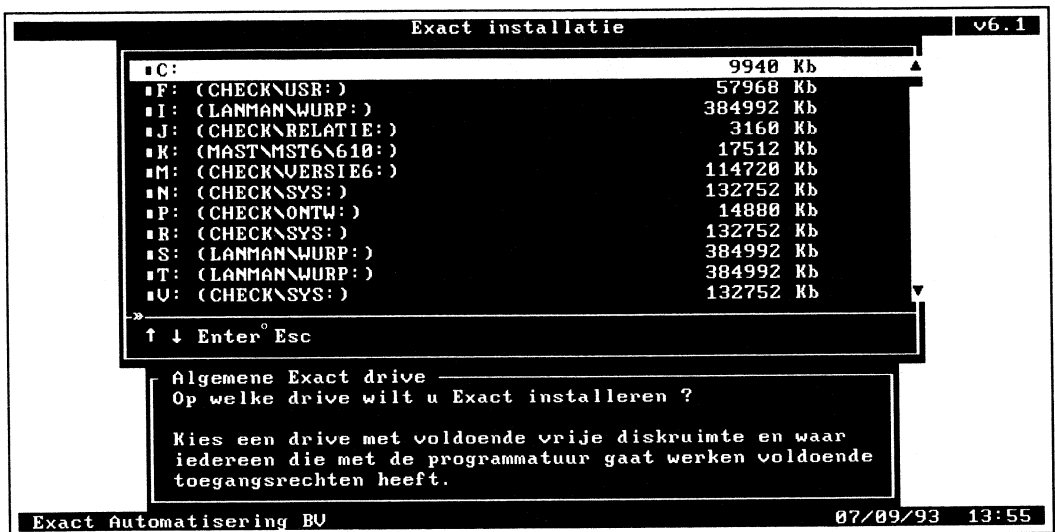 Exact installatie v6.1
C: 9940 Kb
F: (CHECK\USR:) 57968 Kb
I: (LANMAN\WURP:) 384992 Kb
J: (CHECK\RELATIE:) 3160 Kb
K: (MAST\MST6\610:) 17512 Kb
M: (CHECK\VERSIE6:) 114720 Kb
N: (CHECK\SYS:) 132752 Kb
P: (CHECK\ONTW:) 14880 Kb
R: (CHECK\SYS:) 132752 Kb
S: (LANMAN\WURP:) 384992 Kb
T: (LANMAN\WURP:) 384992 Kb
V: (CHECK\SYS:) 132752 Kb
»
↑ ↓ Enter° Esc
Algemene Exact drive
Op welke drive wilt u Exact installeren ?
Kies een drive met voldoende vrije diskruimte en waar
iedereen die met de programmatuur gaat werken voldoende
toegangsrechten heeft.
Exact Automatisering BV 07/09/93 13:55